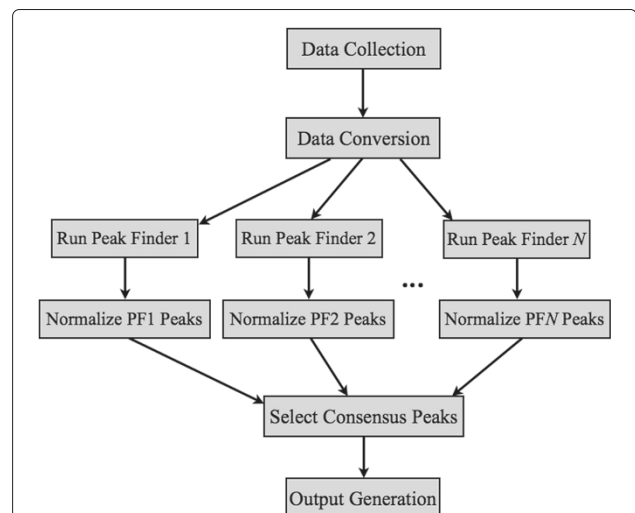 Data Collection
Data Conversion
Run Peak Finder 1
Run Peak Finder 2
Run Peak Finder N
...
Normalize PF1 Peaks
Normalize PF2 Peaks
Normalize PFN Peaks
Select Consensus Peaks
Output Generation